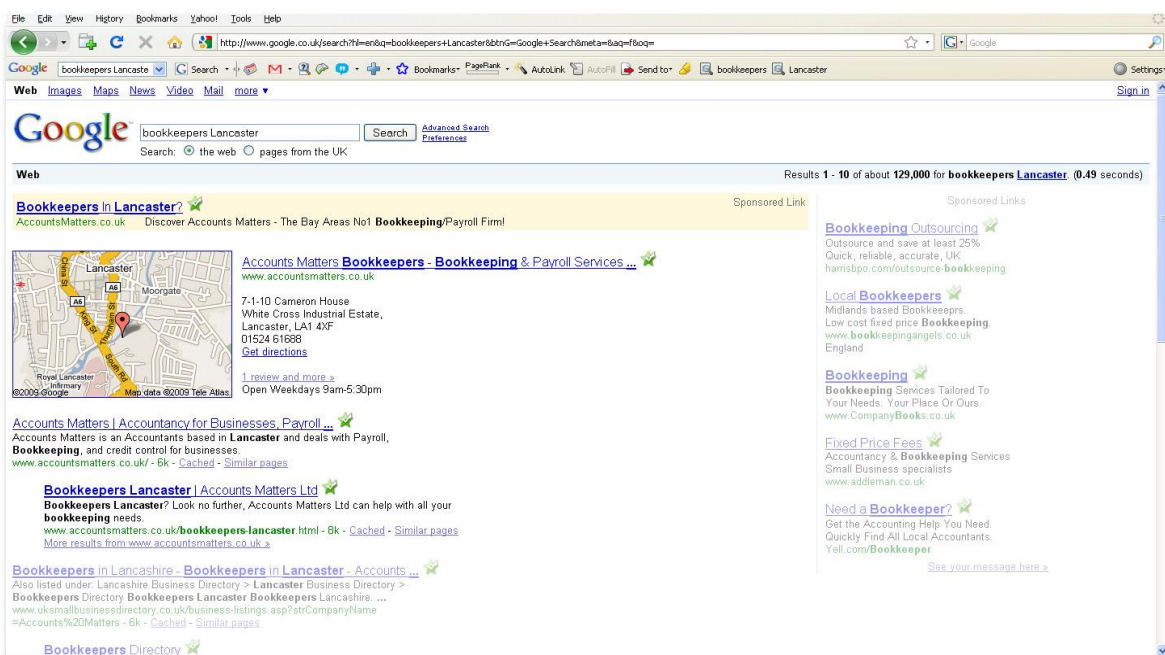 File Edit View History Bookmarks Yahoo! Tools Help
http://www.google.co.uk/search?hl=en&q=bookkeepers+Lancaster&btnG=Google+Search&meta=&aq=f&oq=
G Google
Google bookkeepers Lancaste Search Bookmarks PageRank AutoLink AutoFill Send to bookkeepers Lancaster Settings
Web Images Maps News Video Mail more ▼ Sign in
Google bookkeepers Lancaster Search Advanced Search
Preferences
Search: the web pages from the UK
Web Results 1 - 10 of about 129,000 for bookkeepers Lancaster. (0.49 seconds)
Bookkeepers In Lancaster? Sponsored Link
AccountsMatters.co.uk Discover Accounts Matters - The Bay Areas No1 Bookkeeping/Payroll Firm!
Lancaster
Moorgate
China St
A6
A6
King St
Thurnham St
South Rd
Royal Lancaster
Infirmary
©2009 Google Map data ©2009 Tele Atlas
Accounts Matters Bookkeepers - Bookkeeping & Payroll Services ...
www.accountsmatters.co.uk
7-1-10 Cameron House
White Cross Industrial Estate,
Lancaster, LA1 4XF
01524 61688
Get directions
1 review and more »
Open Weekdays 9am-5:30pm
Accounts Matters | Accountancy for Businesses, Payroll ...
Accounts Matters is an Accountants based in Lancaster and deals with Payroll,
Bookkeeping, and credit control for businesses.
www.accountsmatters.co.uk/ - 6k - Cached - Similar pages
Bookkeepers Lancaster | Accounts Matters Ltd
Bookkeepers Lancaster? Look no further, Accounts Matters Ltd can help with all your
bookkeeping needs.
www.accountsmatters.co.uk/bookkeepers-lancaster.html - 8k - Cached - Similar pages
More results from www.accountsmatters.co.uk »
Bookkeepers in Lancashire - Bookkeepers in Lancaster - Accounts ...
Also listed under: Lancashire Business Directory > Lancaster Business Directory >
Bookkeepers Directory Bookkeepers Lancaster Bookkeepers Lancashire. ...
www.uksmallbusinessdirectory.co.uk/business-listings.asp?strCompanyName
=Accounts%20Matters - 6k - Cached - Similar pages
Bookkeepers Directory
Sponsored Links
Bookkeeping Outsourcing
Outsource and save at least 25%
Quick, reliable, accurate, UK
harrisbpo.com/outsource-bookkeeping
Local Bookkeepers
Midlands based Bookkeeeprs.
Low cost fixed price Bookkeeping.
www.bookkeepingangels.co.uk
England
Bookkeeping
Bookkeeping Services Tailored To
Your Needs. Your Place Or Ours.
www.CompanyBooks.co.uk
Fixed Price Fees
Accountancy & Bookkeeping Services
Small Business specialists
www.addleman.co.uk
Need a Bookkeeper?
Get the Accounting Help You Need.
Quickly Find All Local Accountants.
Yell.com/Bookkeeper
See your message here »